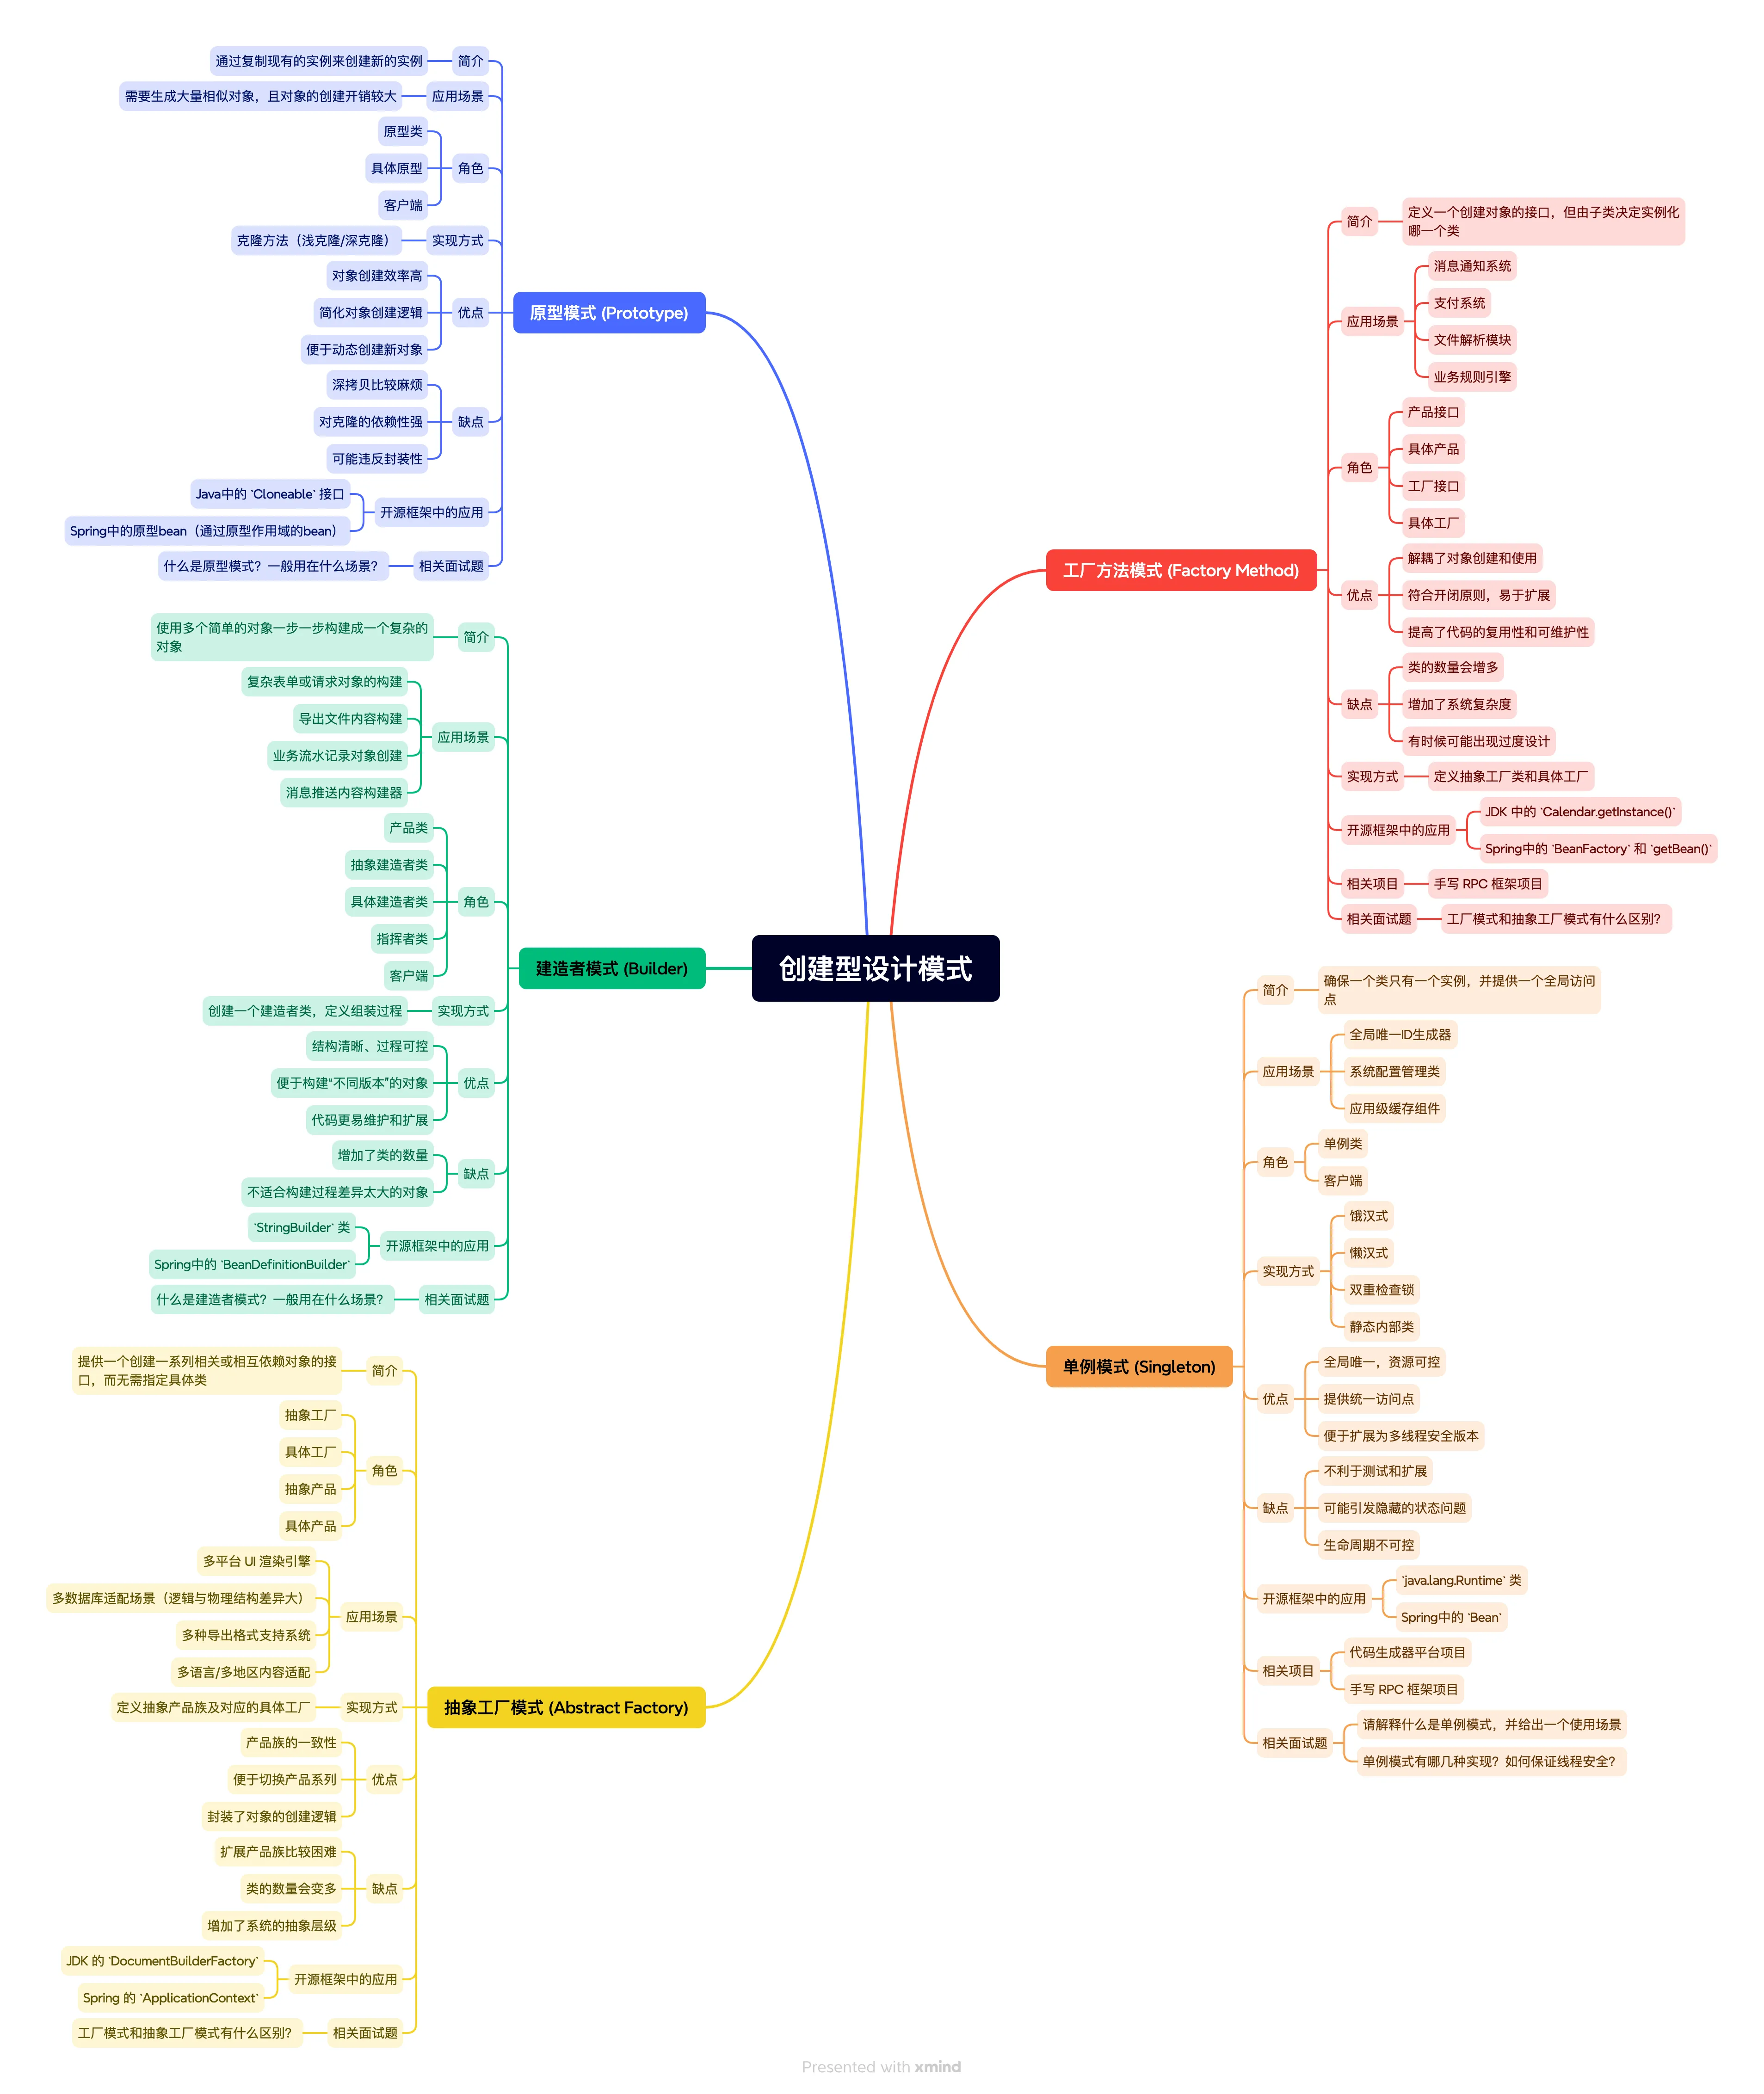 创建型设计模式
工厂方法模式 (Factory Method)
简介
定义一个创建对象的接口，但由子类决定实例化
哪一个类
应用场景
消息通知系统
支付系统
文件解析模块
业务规则引擎
角色
产品接口
具体产品
工厂接口
具体工厂
优点
解耦了对象创建和使用
符合开闭原则，易于扩展
提高了代码的复用性和可维护性
缺点
类的数量会增多
增加了系统复杂度
有时候可能出现过度设计
实现方式
定义抽象工厂类和具体工厂
开源框架中的应用
JDK 中的 `Calendar.getInstance()`
Spring中的 `BeanFactory` 和 `getBean()`
相关项目
手写 RPC 框架项目
相关面试题
工厂模式和抽象工厂模式有什么区别？
单例模式 (Singleton)
简介
确保一个类只有一个实例，并提供一个全局访问
点
应用场景
全局唯一ID生成器
系统配置管理类
应用级缓存组件
角色
单例类
客户端
实现方式
饿汉式
懒汉式
双重检查锁
静态内部类
优点
全局唯一，资源可控
提供统一访问点
便于扩展为多线程安全版本
缺点
不利于测试和扩展
可能引发隐藏的状态问题
生命周期不可控
开源框架中的应用
`java.lang.Runtime` 类
Spring中的 `Bean`
相关项目
代码生成器平台项目
手写 RPC 框架项目
相关面试题
请解释什么是单例模式，并给出一个使用场景
单例模式有哪几种实现？如何保证线程安全？
原型模式 (Prototype)
简介
通过复制现有的实例来创建新的实例
应用场景
需要生成大量相似对象，且对象的创建开销较大
角色
原型类
具体原型
客户端
实现方式
克隆方法（浅克隆/深克隆）
优点
对象创建效率高
简化对象创建逻辑
便于动态创建新对象
缺点
深拷贝比较麻烦
对克隆的依赖性强
可能违反封装性
开源框架中的应用
Java中的 `Cloneable` 接口
Spring中的原型bean（通过原型作用域的bean）
相关面试题
什么是原型模式？一般用在什么场景？
建造者模式 (Builder)
简介
使用多个简单的对象一步一步构建成一个复杂的
对象
应用场景
复杂表单或请求对象的构建
导出文件内容构建
业务流水记录对象创建
消息推送内容构建器
角色
产品类
抽象建造者类
具体建造者类
指挥者类
客户端
实现方式
创建一个建造者类，定义组装过程
优点
结构清晰、过程可控
便于构建“不同版本”的对象
代码更易维护和扩展
缺点
增加了类的数量
不适合构建过程差异太大的对象
开源框架中的应用
`StringBuilder` 类
Spring中的 `BeanDefinitionBuilder`
相关面试题
什么是建造者模式？一般用在什么场景？
抽象工厂模式 (Abstract Factory)
简介
提供一个创建一系列相关或相互依赖对象的接
口，而无需指定具体类
角色
抽象工厂
具体工厂
抽象产品
具体产品
应用场景
多平台 UI 渲染引擎
多数据库适配场景（逻辑与物理结构差异大）
多种导出格式支持系统
多语言/多地区内容适配
实现方式
定义抽象产品族及对应的具体工厂
优点
产品族的一致性
便于切换产品系列
封装了对象的创建逻辑
缺点
扩展产品族比较困难
类的数量会变多
增加了系统的抽象层级
开源框架中的应用
JDK 的 `DocumentBuilderFactory`
Spring 的 `ApplicationContext`
相关面试题
工厂模式和抽象工厂模式有什么区别？
Presented with xmind